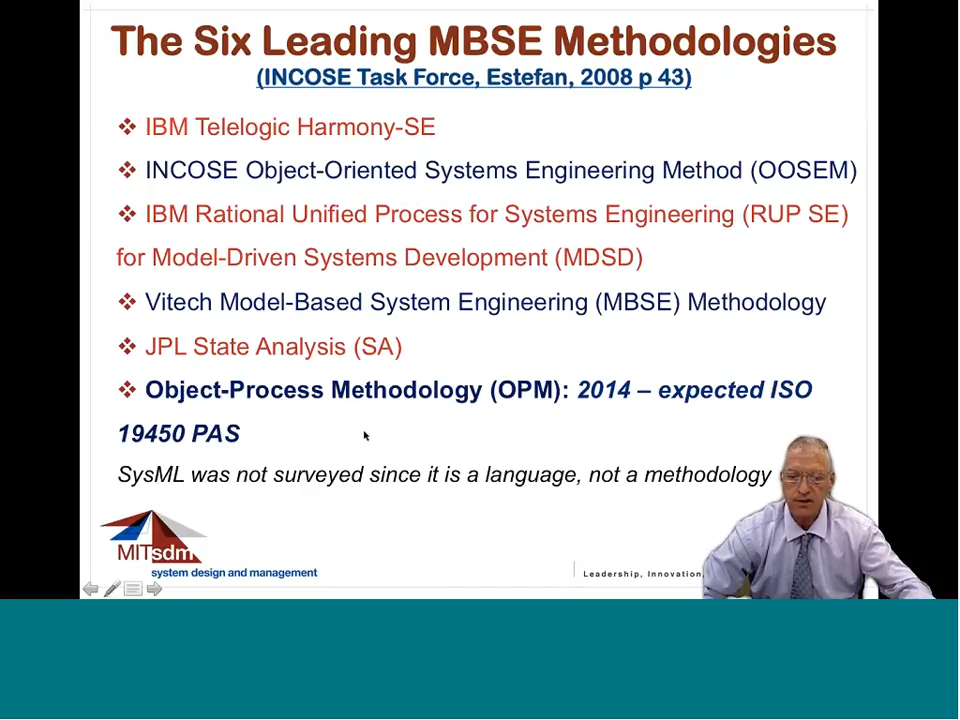 The Six Leading MBSE Methodologies
(INCOSE Task Force, Estefan, 2008 p 43)
❖ IBM Telelogic Harmony-SE
❖ INCOSE Object-Oriented Systems Engineering Method (OOSEM)
❖ IBM Rational Unified Process for Systems Engineering (RUP SE)
for Model-Driven Systems Development (MDSD)
❖ Vitech Model-Based System Engineering (MBSE) Methodology
❖ JPL State Analysis (SA)
❖ Object-Process Methodology (OPM): 2014 – expected ISO
19450 PAS
SysML was not surveyed since it is a language, not a methodology
MITsdm
system design and management
Leadership, Innovation,